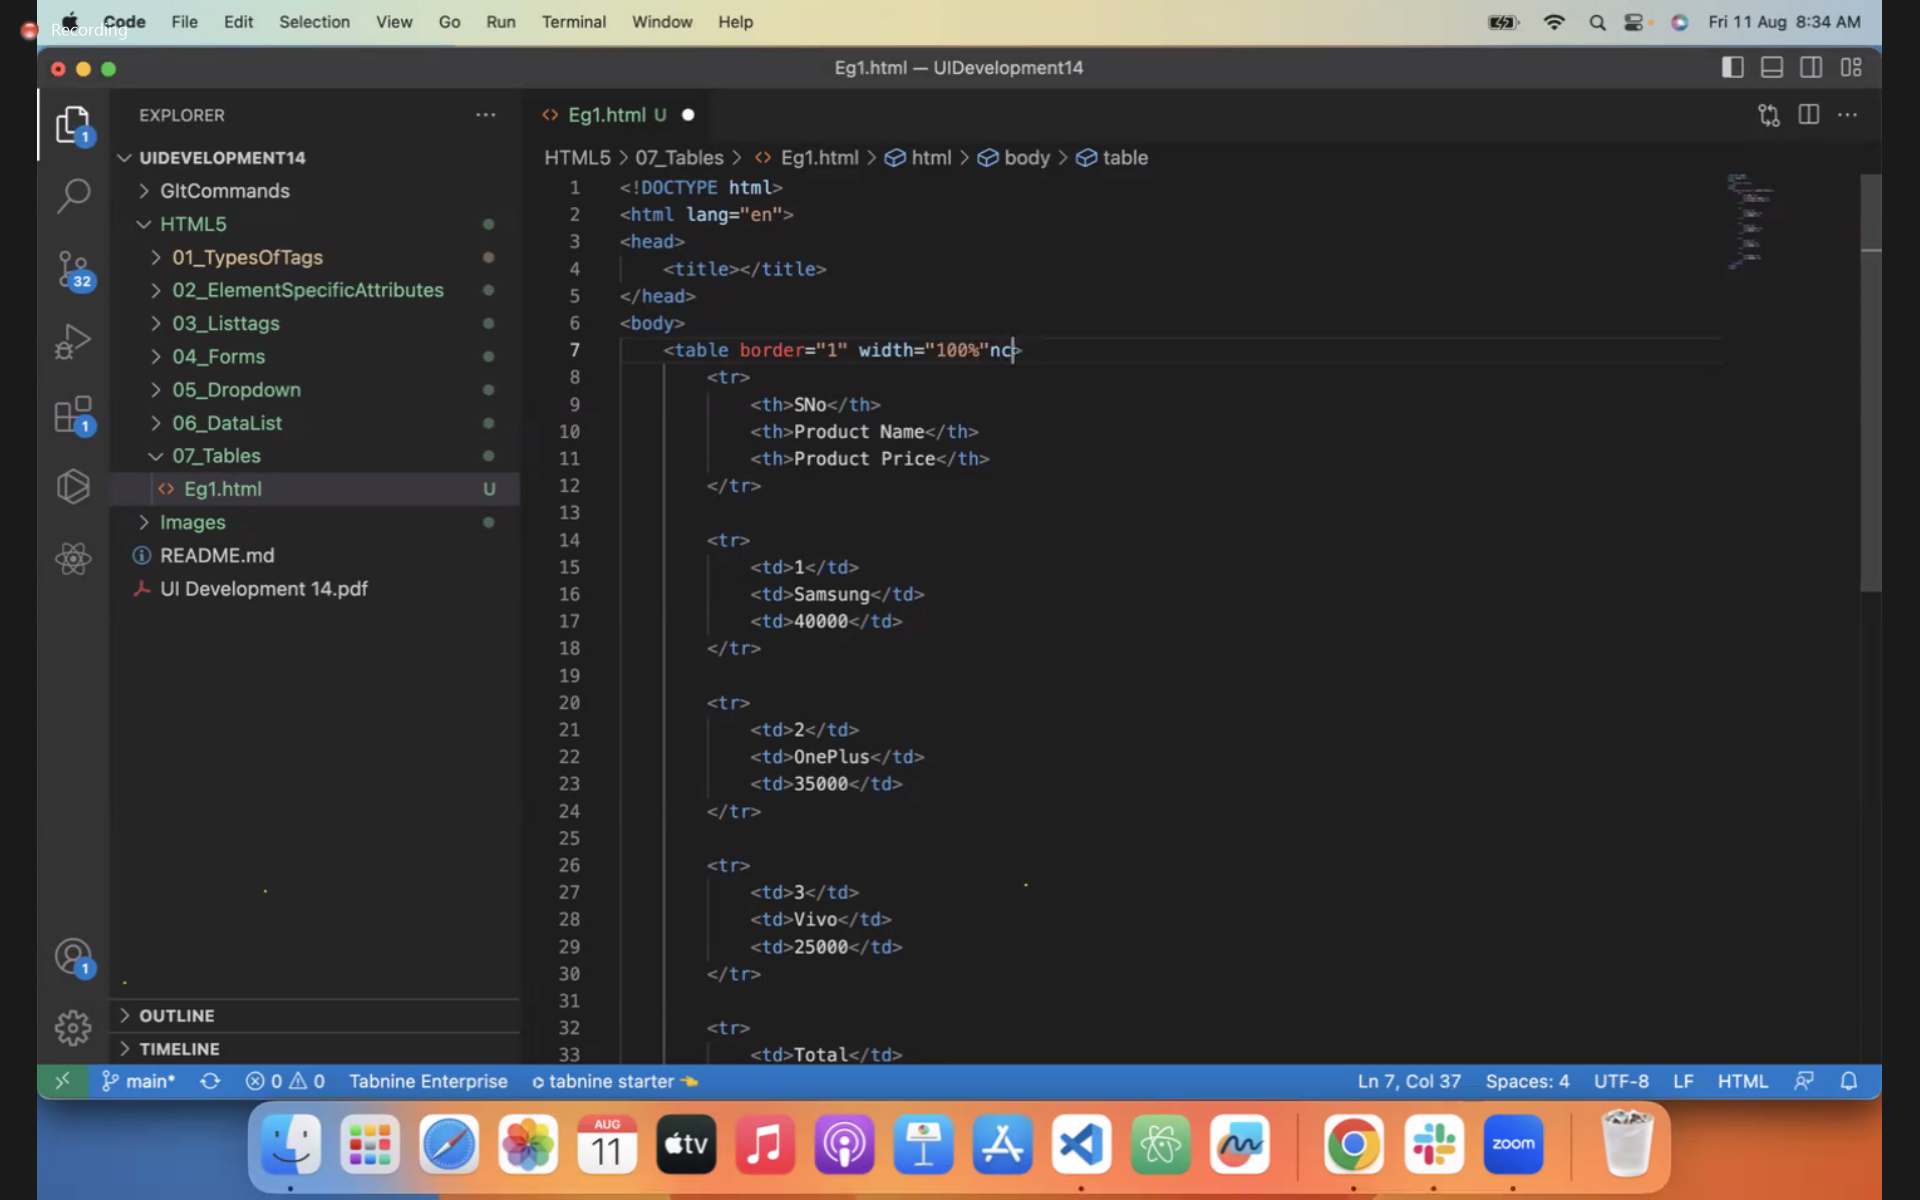 Recording
Code File Edit Selection View Go Run Terminal Window Help Fri 11 Aug 8:34 AM
Eg1.html — UIDevelopment14
EXPLORER
Eg1.html U
UIDEVELOPMENT14
HTML5 > 07_Tables > Eg1.html > html > body > table
GItCommands
HTML5
01_TypesOfTags
02_ElementSpecificAttributes
03_Listtags
04_Forms
05_Dropdown
06_DataList
07_Tables
Eg1.html U
Images
README.md
UI Development 14.pdf
1
32
1
1
OUTLINE
TIMELINE
1 <!DOCTYPE html>
2 <html lang="en">
3 <head>
4 <title></title>
5 </head>
6 <body>
7 <table border="1" width="100%"nc>
8 <tr>
9 <th>SNo</th>
10 <th>Product Name</th>
11 <th>Product Price</th>
12 </tr>
13
14 <tr>
15 <td>1</td>
16 <td>Samsung</td>
17 <td>40000</td>
18 </tr>
19
20 <tr>
21 <td>2</td>
22 <td>OnePlus</td>
23 <td>35000</td>
24 </tr>
25
26 <tr>
27 <td>3</td>
28 <td>Vivo</td>
29 <td>25000</td>
30 </tr>
31
32 <tr>
33 <td>Total</td>
main* 0 0 Tabnine Enterprise tabnine starter Ln 7, Col 37 Spaces: 4 UTF-8 LF HTML
AUG
11
tv
zoom